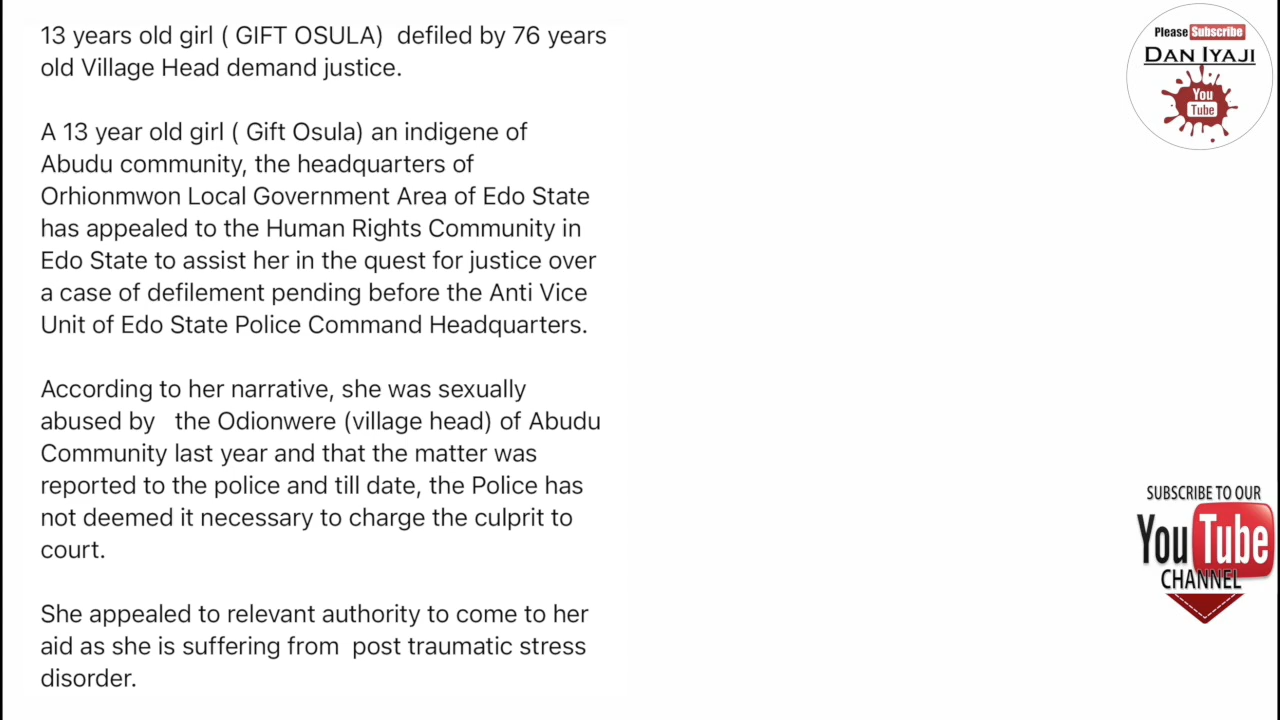 13 years old girl ( GIFT OSULA)  defiled by 76 years
old Village Head demand justice.
A 13 year old girl ( Gift Osula) an indigene of
Abudu community, the headquarters of
Orhionmwon Local Government Area of Edo State
has appealed to the Human Rights Community in
Edo State to assist her in the quest for justice over
a case of defilement pending before the Anti Vice
Unit of Edo State Police Command Headquarters.
According to her narrative, she was sexually
abused by   the Odionwere (village head) of Abudu
Community last year and that the matter was
reported to the police and till date, the Police has
not deemed it necessary to charge the culprit to
court.
She appealed to relevant authority to come to her
aid as she is suffering from  post traumatic stress
disorder.
Please Subscribe
DAN IYAJI
You
Tube
SUBSCRIBE TO OUR
YouTube
CHANNEL